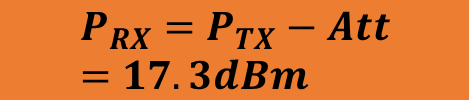 P_RX = P_TX − Att
= 17.3dBm